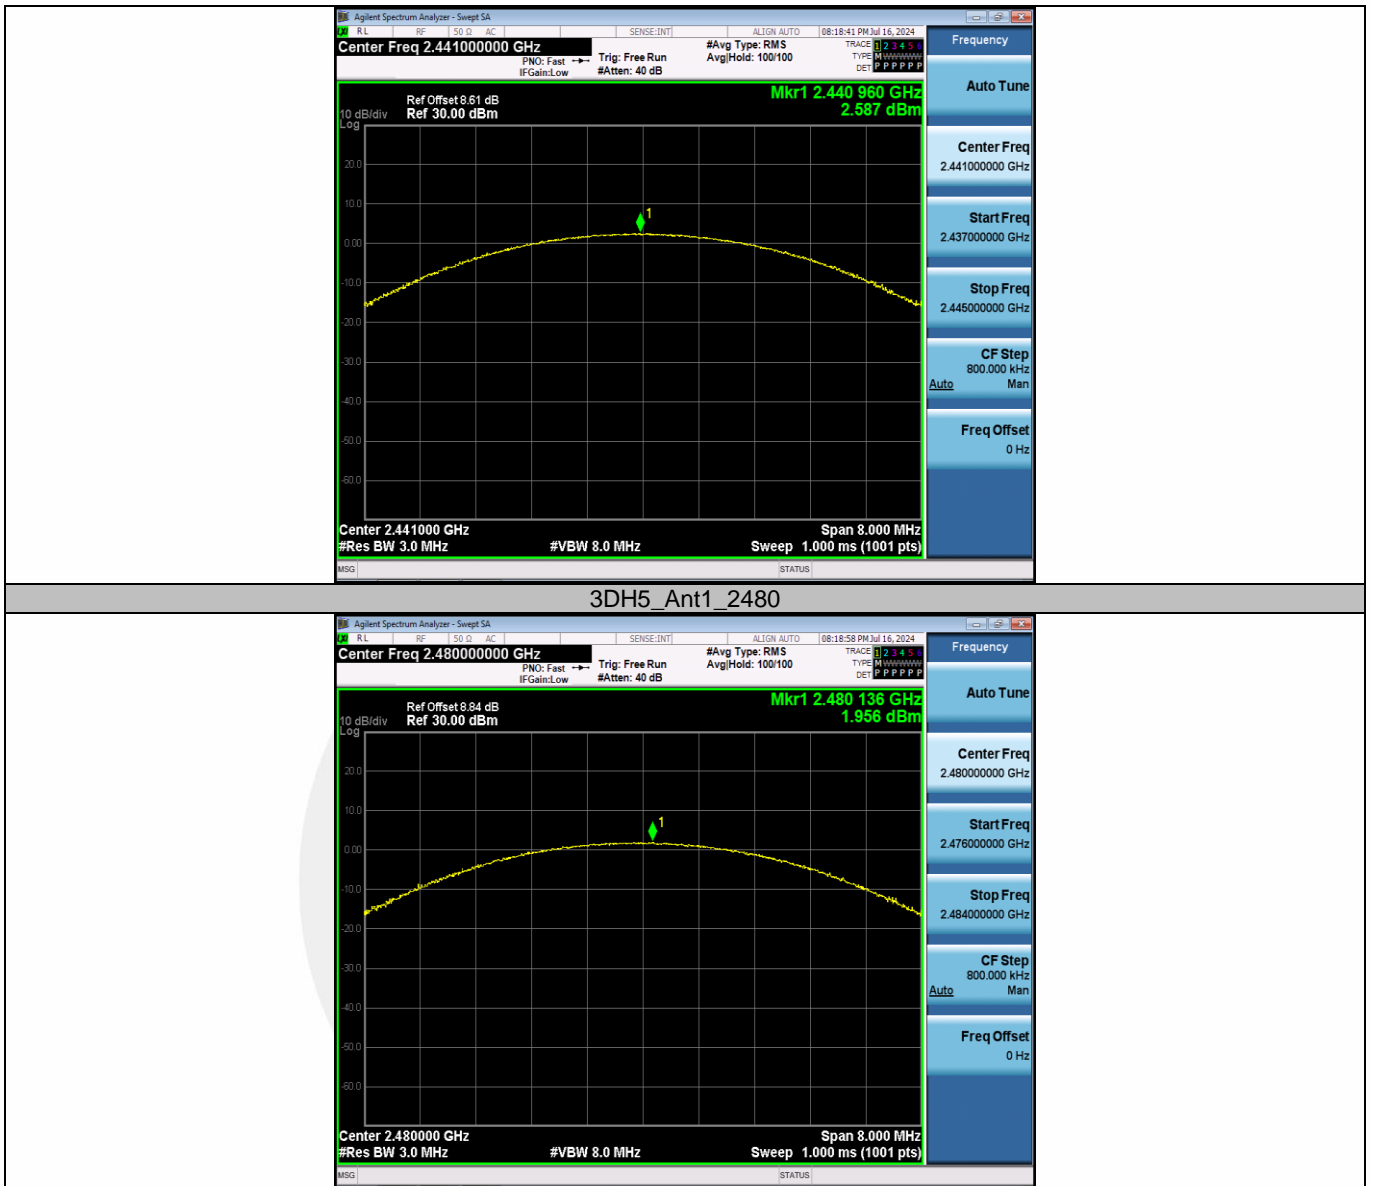 Agilent Spectrum Analyzer - Swept SA
RL RF 50 Ω AC SENSE:INT ALIGN AUTO 08:18:41 PM Jul 16, 2024
Center Freq 2.441000000 GHz
PNO: Fast
IFGain:Low
Trig: Free Run
#Atten: 40 dB
#Avg Type: RMS
Avg|Hold: 100/100
TRACE 1 2 3 4 5 6
TYPE M WWWWW
DET P P P P P P
Frequency
Ref Offset 8.61 dB
10 dB/div Ref 30.00 dBm
Log
Mkr1 2.440 960 GHz
2.587 dBm
20.0
10.0
0.00
-10.0
-20.0
-30.0
-40.0
-50.0
-60.0
1
Center 2.441000 GHz
Span 8.000 MHz
#Res BW 3.0 MHz
#VBW 8.0 MHz
Sweep 1.000 ms (1001 pts)
MSG
STATUS
Auto Tune
Center Freq
2.441000000 GHz
Start Freq
2.437000000 GHz
Stop Freq
2.445000000 GHz
CF Step
800.000 kHz
Auto Man
Freq Offset
0 Hz
3DH5_Ant1_2480
Agilent Spectrum Analyzer - Swept SA
RL RF 50 Ω AC SENSE:INT ALIGN AUTO 08:18:58 PM Jul 16, 2024
Center Freq 2.480000000 GHz
PNO: Fast
IFGain:Low
Trig: Free Run
#Atten: 40 dB
#Avg Type: RMS
Avg|Hold: 100/100
TRACE 1 2 3 4 5 6
TYPE M WWWWW
DET P P P P P P
Frequency
Ref Offset 8.84 dB
10 dB/div Ref 30.00 dBm
Log
Mkr1 2.480 136 GHz
1.956 dBm
20.0
10.0
0.00
-10.0
-20.0
-30.0
-40.0
-50.0
-60.0
1
Center 2.480000 GHz
Span 8.000 MHz
#Res BW 3.0 MHz
#VBW 8.0 MHz
Sweep 1.000 ms (1001 pts)
MSG
STATUS
Auto Tune
Center Freq
2.480000000 GHz
Start Freq
2.476000000 GHz
Stop Freq
2.484000000 GHz
CF Step
800.000 kHz
Auto Man
Freq Offset
0 Hz